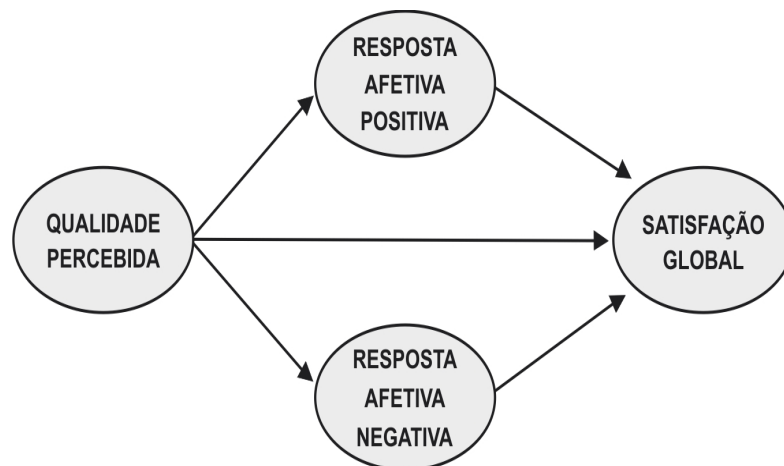 RESPOSTA
AFETIVA
POSITIVA
QUALIDADE
PERCEBIDA
SATISFAÇÃO
GLOBAL
RESPOSTA
AFETIVA
NEGATIVA